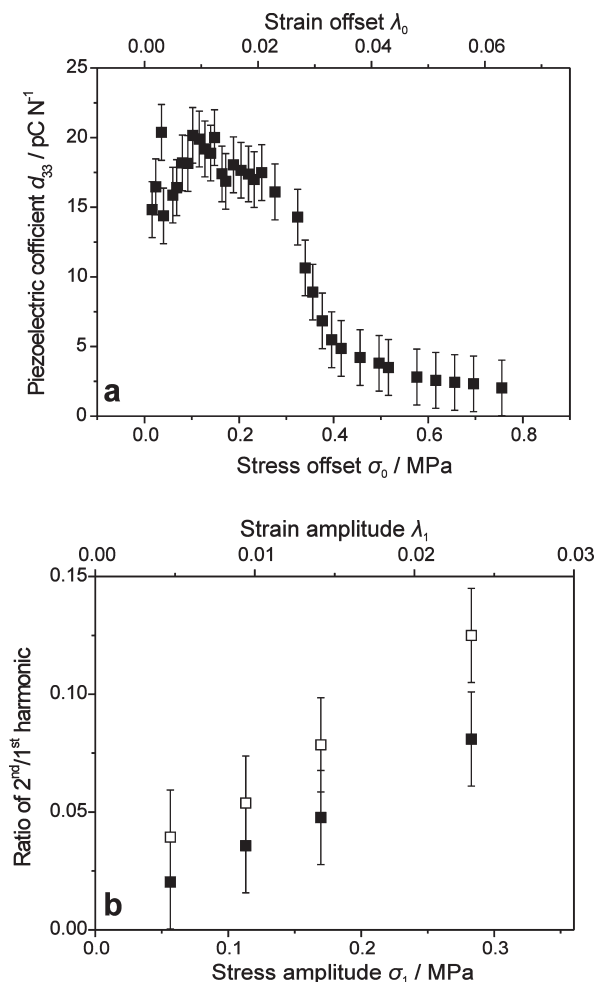 Strain offset λ₀
0.00 0.02 0.04 0.06
25
20
15
10
5
0
Piezoelectric cofficient d₃₃ / pC N⁻¹
a
0.0 0.2 0.4 0.6 0.8
Stress offset σ₀ / MPa
Strain amplitude λ₁
0.00 0.01 0.02 0.03
0.15
0.10
0.05
0.00
Ratio of 2ⁿᵈ/1ˢᵗ harmonic
b
0.0 0.1 0.2 0.3
Stress amplitude σ₁ / MPa